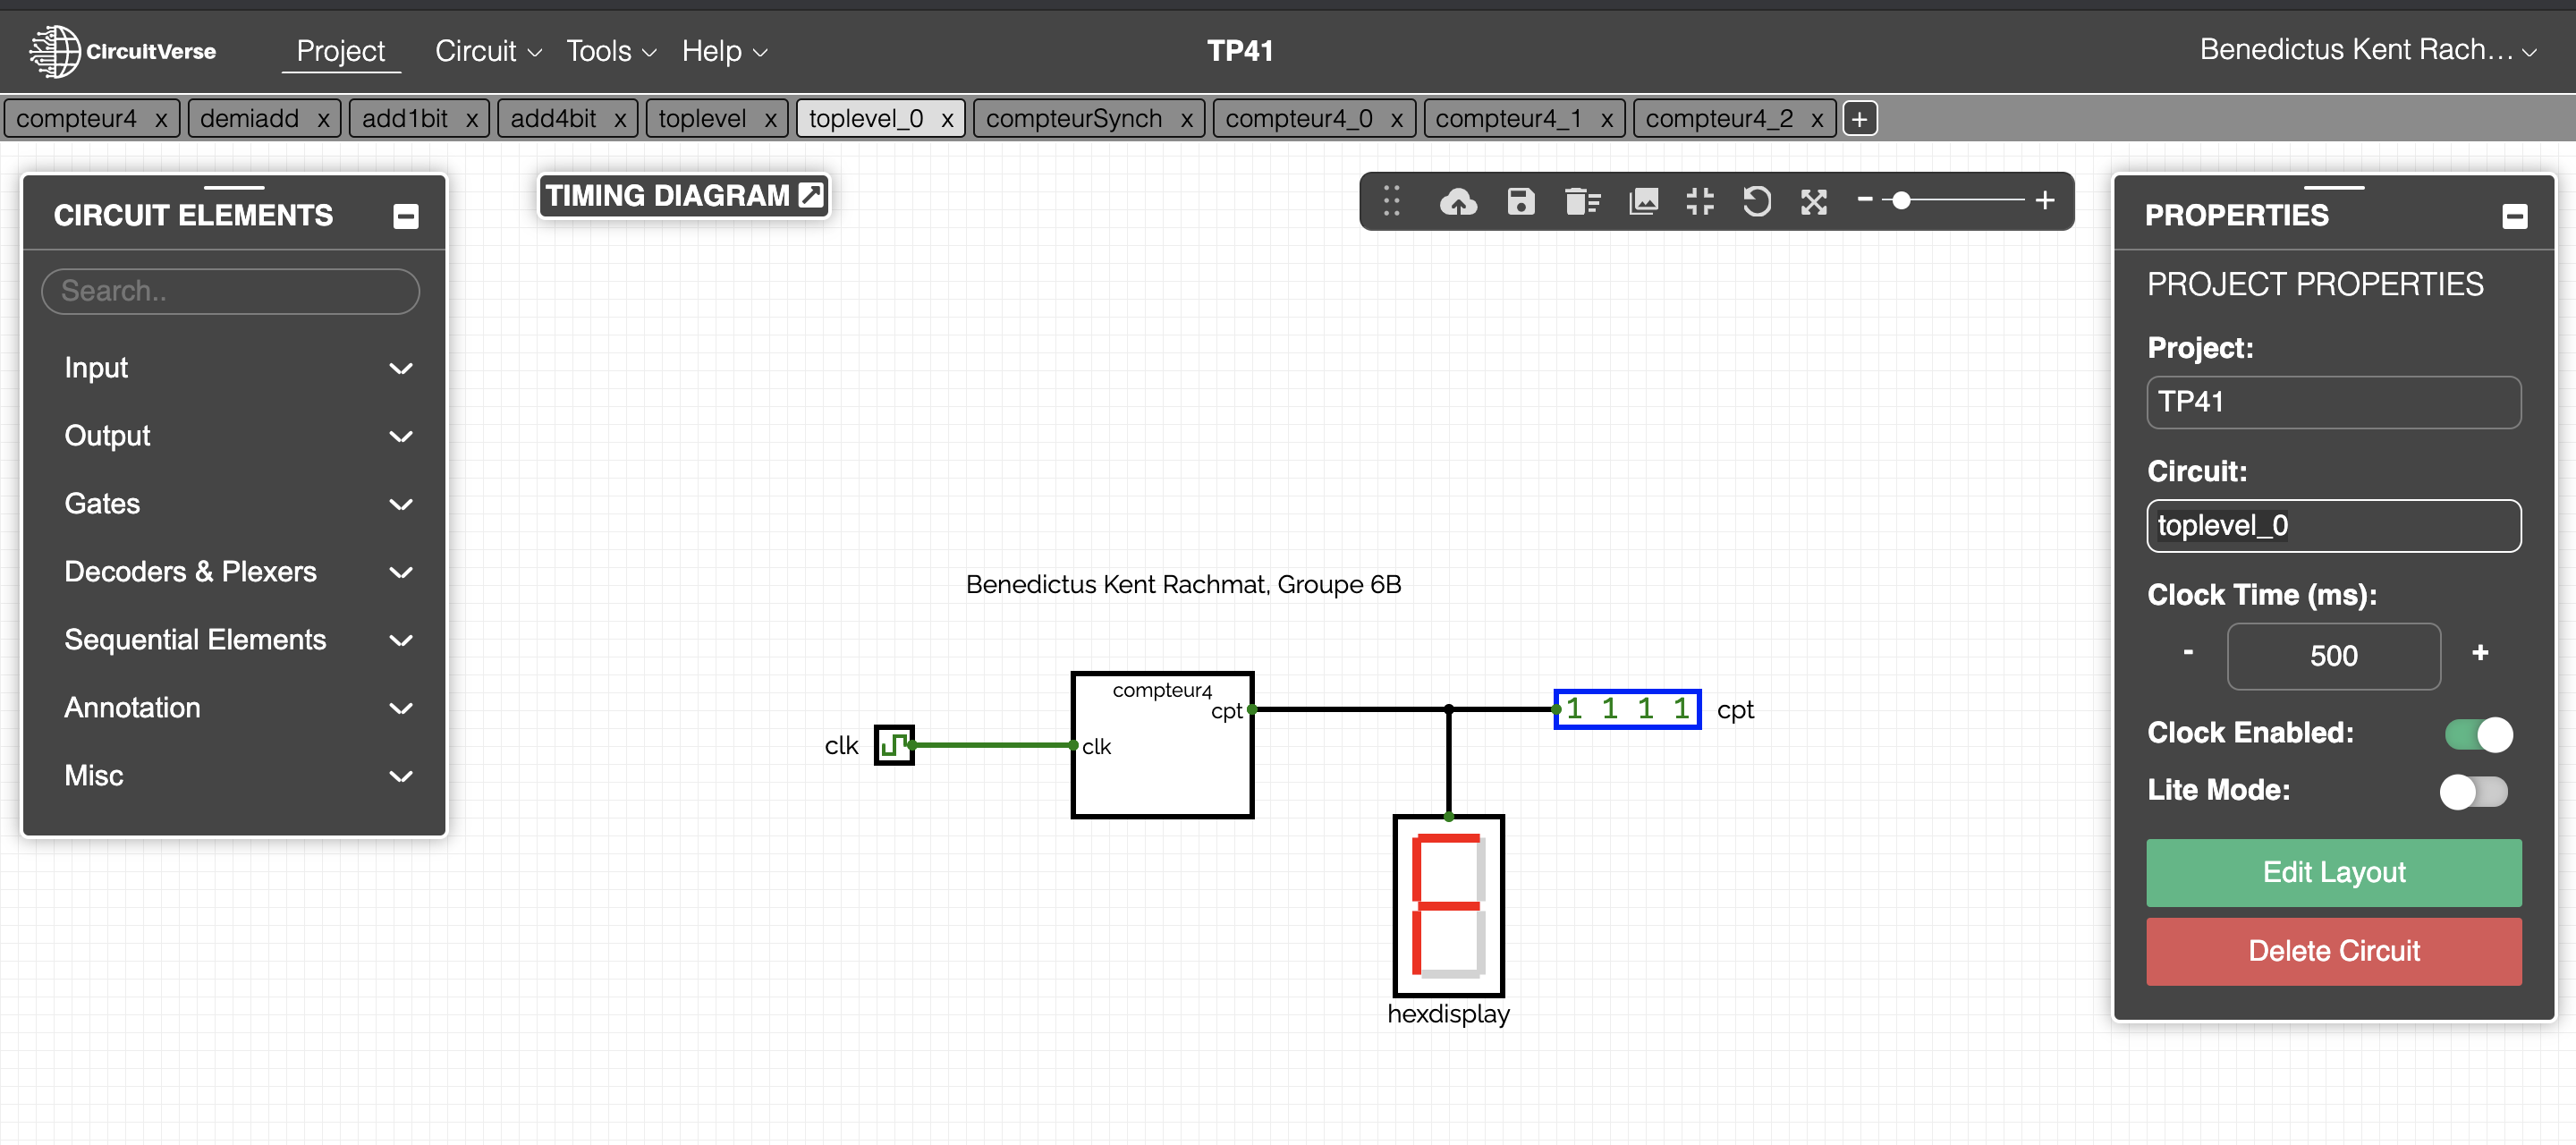 CircuitVerse Project Circuit Tools Help TP41 Benedictus Kent Rach...
compteur4 x demiadd x add1bit x add4bit x toplevel x toplevel_0 x compteurSynch x compteur4_0 x compteur4_1 x compteur4_2 x +
CIRCUIT ELEMENTS
Search..
Input
Output
Gates
Decoders & Plexers
Sequential Elements
Annotation
Misc
TIMING DIAGRAM
- +
Benedictus Kent Rachmat, Groupe 6B
compteur4
cpt
1 1 1 1 cpt
clk
clk
F
hexdisplay
PROPERTIES
PROJECT PROPERTIES
Project:
TP41
Circuit:
toplevel_0
Clock Time (ms):
- 500 +
Clock Enabled:
Lite Mode:
Edit Layout
Delete Circuit